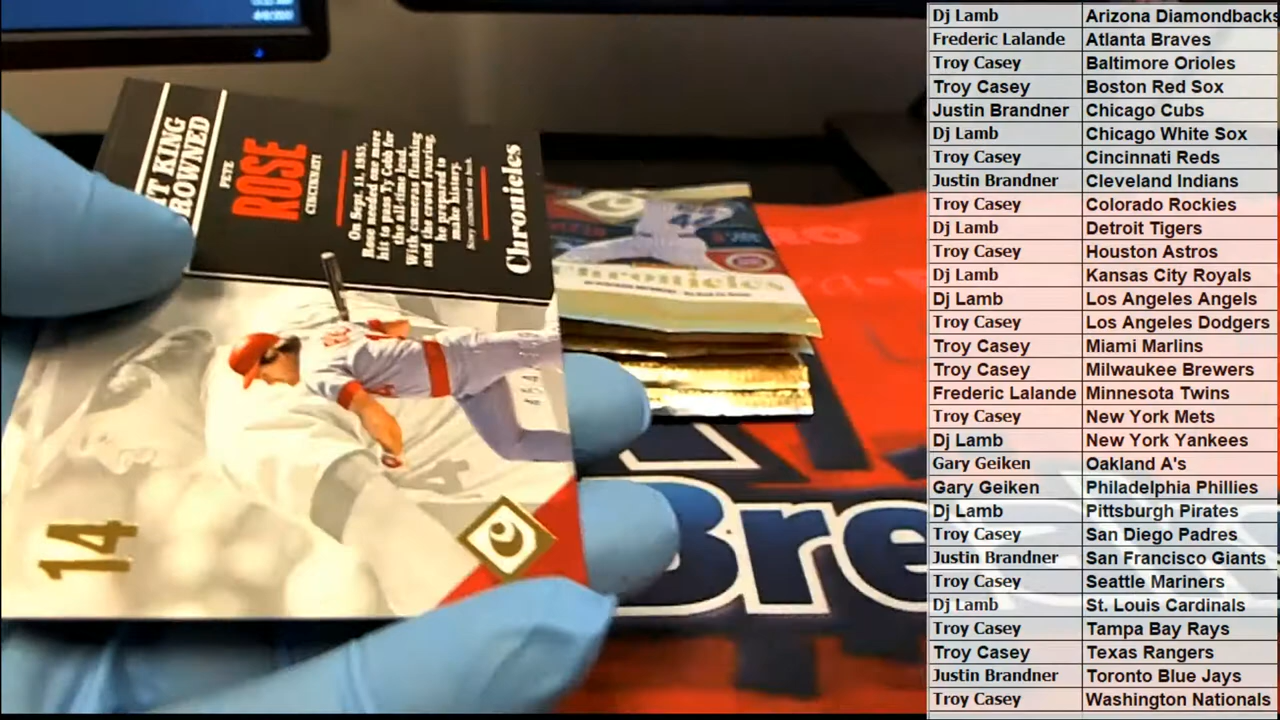 HIT KING
CROWNED
PETE
ROSE
CINCINNATI
On Sept. 11, 1985,
Rose needed one more
hit to pass Ty Cobb for
the all-time lead.
With cameras flashing
and the crowd roaring,
he prepared to
make history.
Story continued on back.
Chronicles
14
Chronicles
Bre
Dj Lamb Arizona Diamondbacks
Frederic Lalande Atlanta Braves
Troy Casey Baltimore Orioles
Troy Casey Boston Red Sox
Justin Brandner Chicago Cubs
Dj Lamb Chicago White Sox
Troy Casey Cincinnati Reds
Justin Brandner Cleveland Indians
Troy Casey Colorado Rockies
Dj Lamb Detroit Tigers
Troy Casey Houston Astros
Dj Lamb Kansas City Royals
Dj Lamb Los Angeles Angels
Troy Casey Los Angeles Dodgers
Troy Casey Miami Marlins
Troy Casey Milwaukee Brewers
Frederic Lalande Minnesota Twins
Troy Casey New York Mets
Dj Lamb New York Yankees
Gary Geiken Oakland A's
Gary Geiken Philadelphia Phillies
Dj Lamb Pittsburgh Pirates
Troy Casey San Diego Padres
Justin Brandner San Francisco Giants
Troy Casey Seattle Mariners
Dj Lamb St. Louis Cardinals
Troy Casey Tampa Bay Rays
Troy Casey Texas Rangers
Justin Brandner Toronto Blue Jays
Troy Casey Washington Nationals